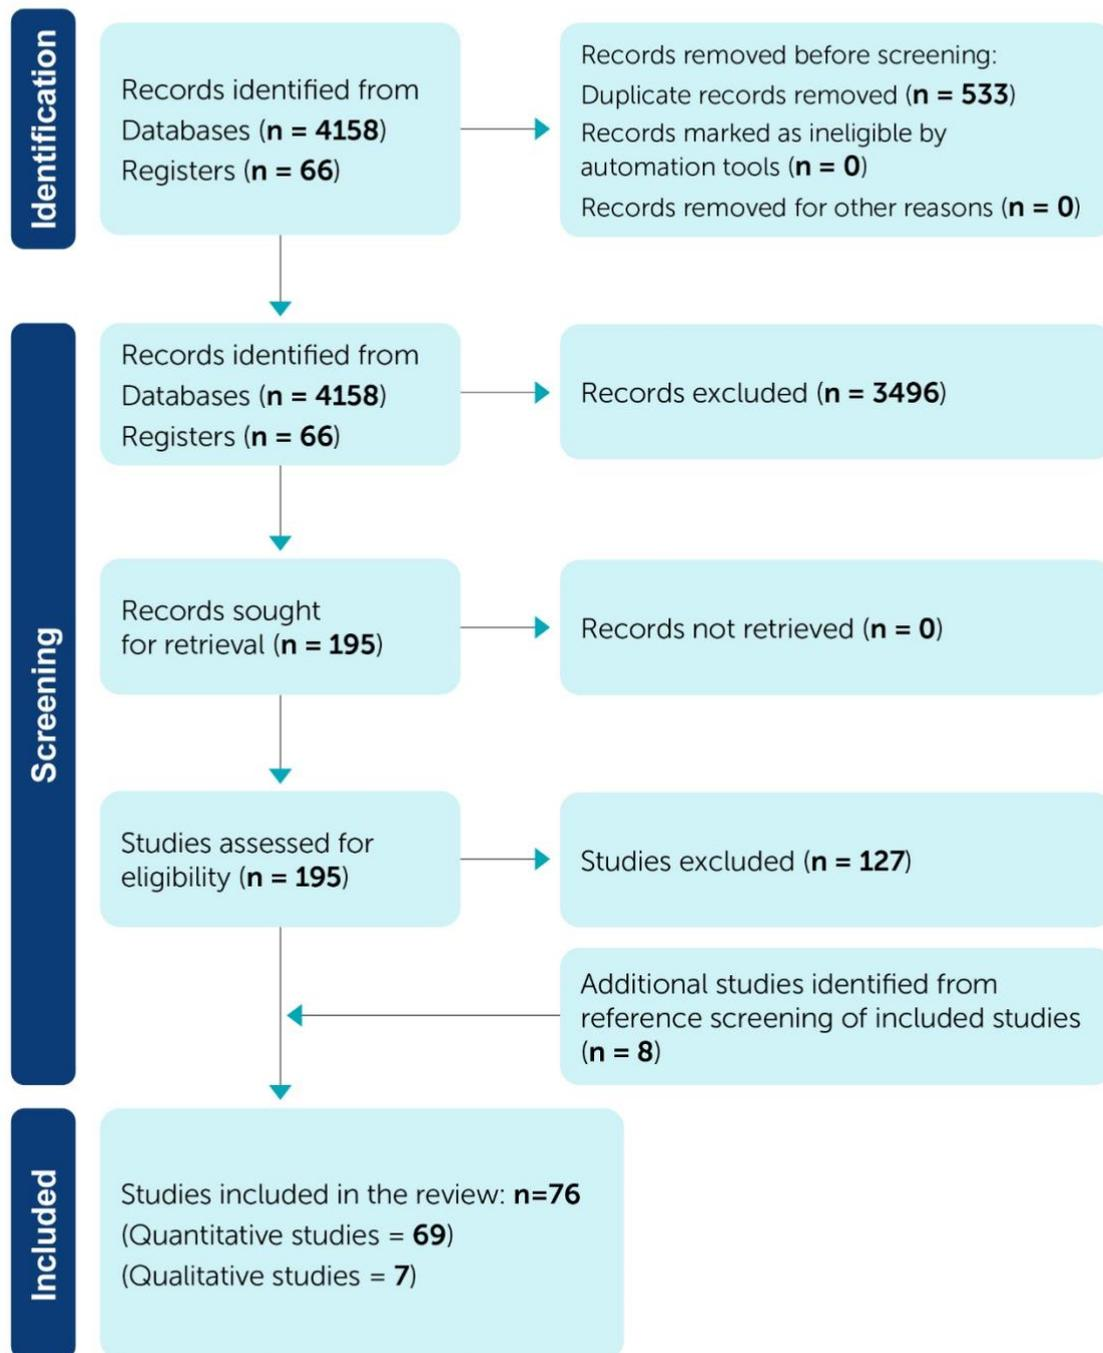 Identification
Records identified from
Databases (n = 4158)
Registers (n = 66)
Records removed before screening:
Duplicate records removed (n = 533)
Records marked as ineligible by
automation tools (n = 0)
Records removed for other reasons (n = 0)
Screening
Records identified from
Databases (n = 4158)
Registers (n = 66)
Records excluded (n = 3496)
Records sought
for retrieval (n = 195)
Records not retrieved (n = 0)
Studies assessed for
eligibility (n = 195)
Studies excluded (n = 127)
Additional studies identified from
reference screening of included studies
(n = 8)
Included
Studies included in the review: n=76
(Quantitative studies = 69)
(Qualitative studies = 7)